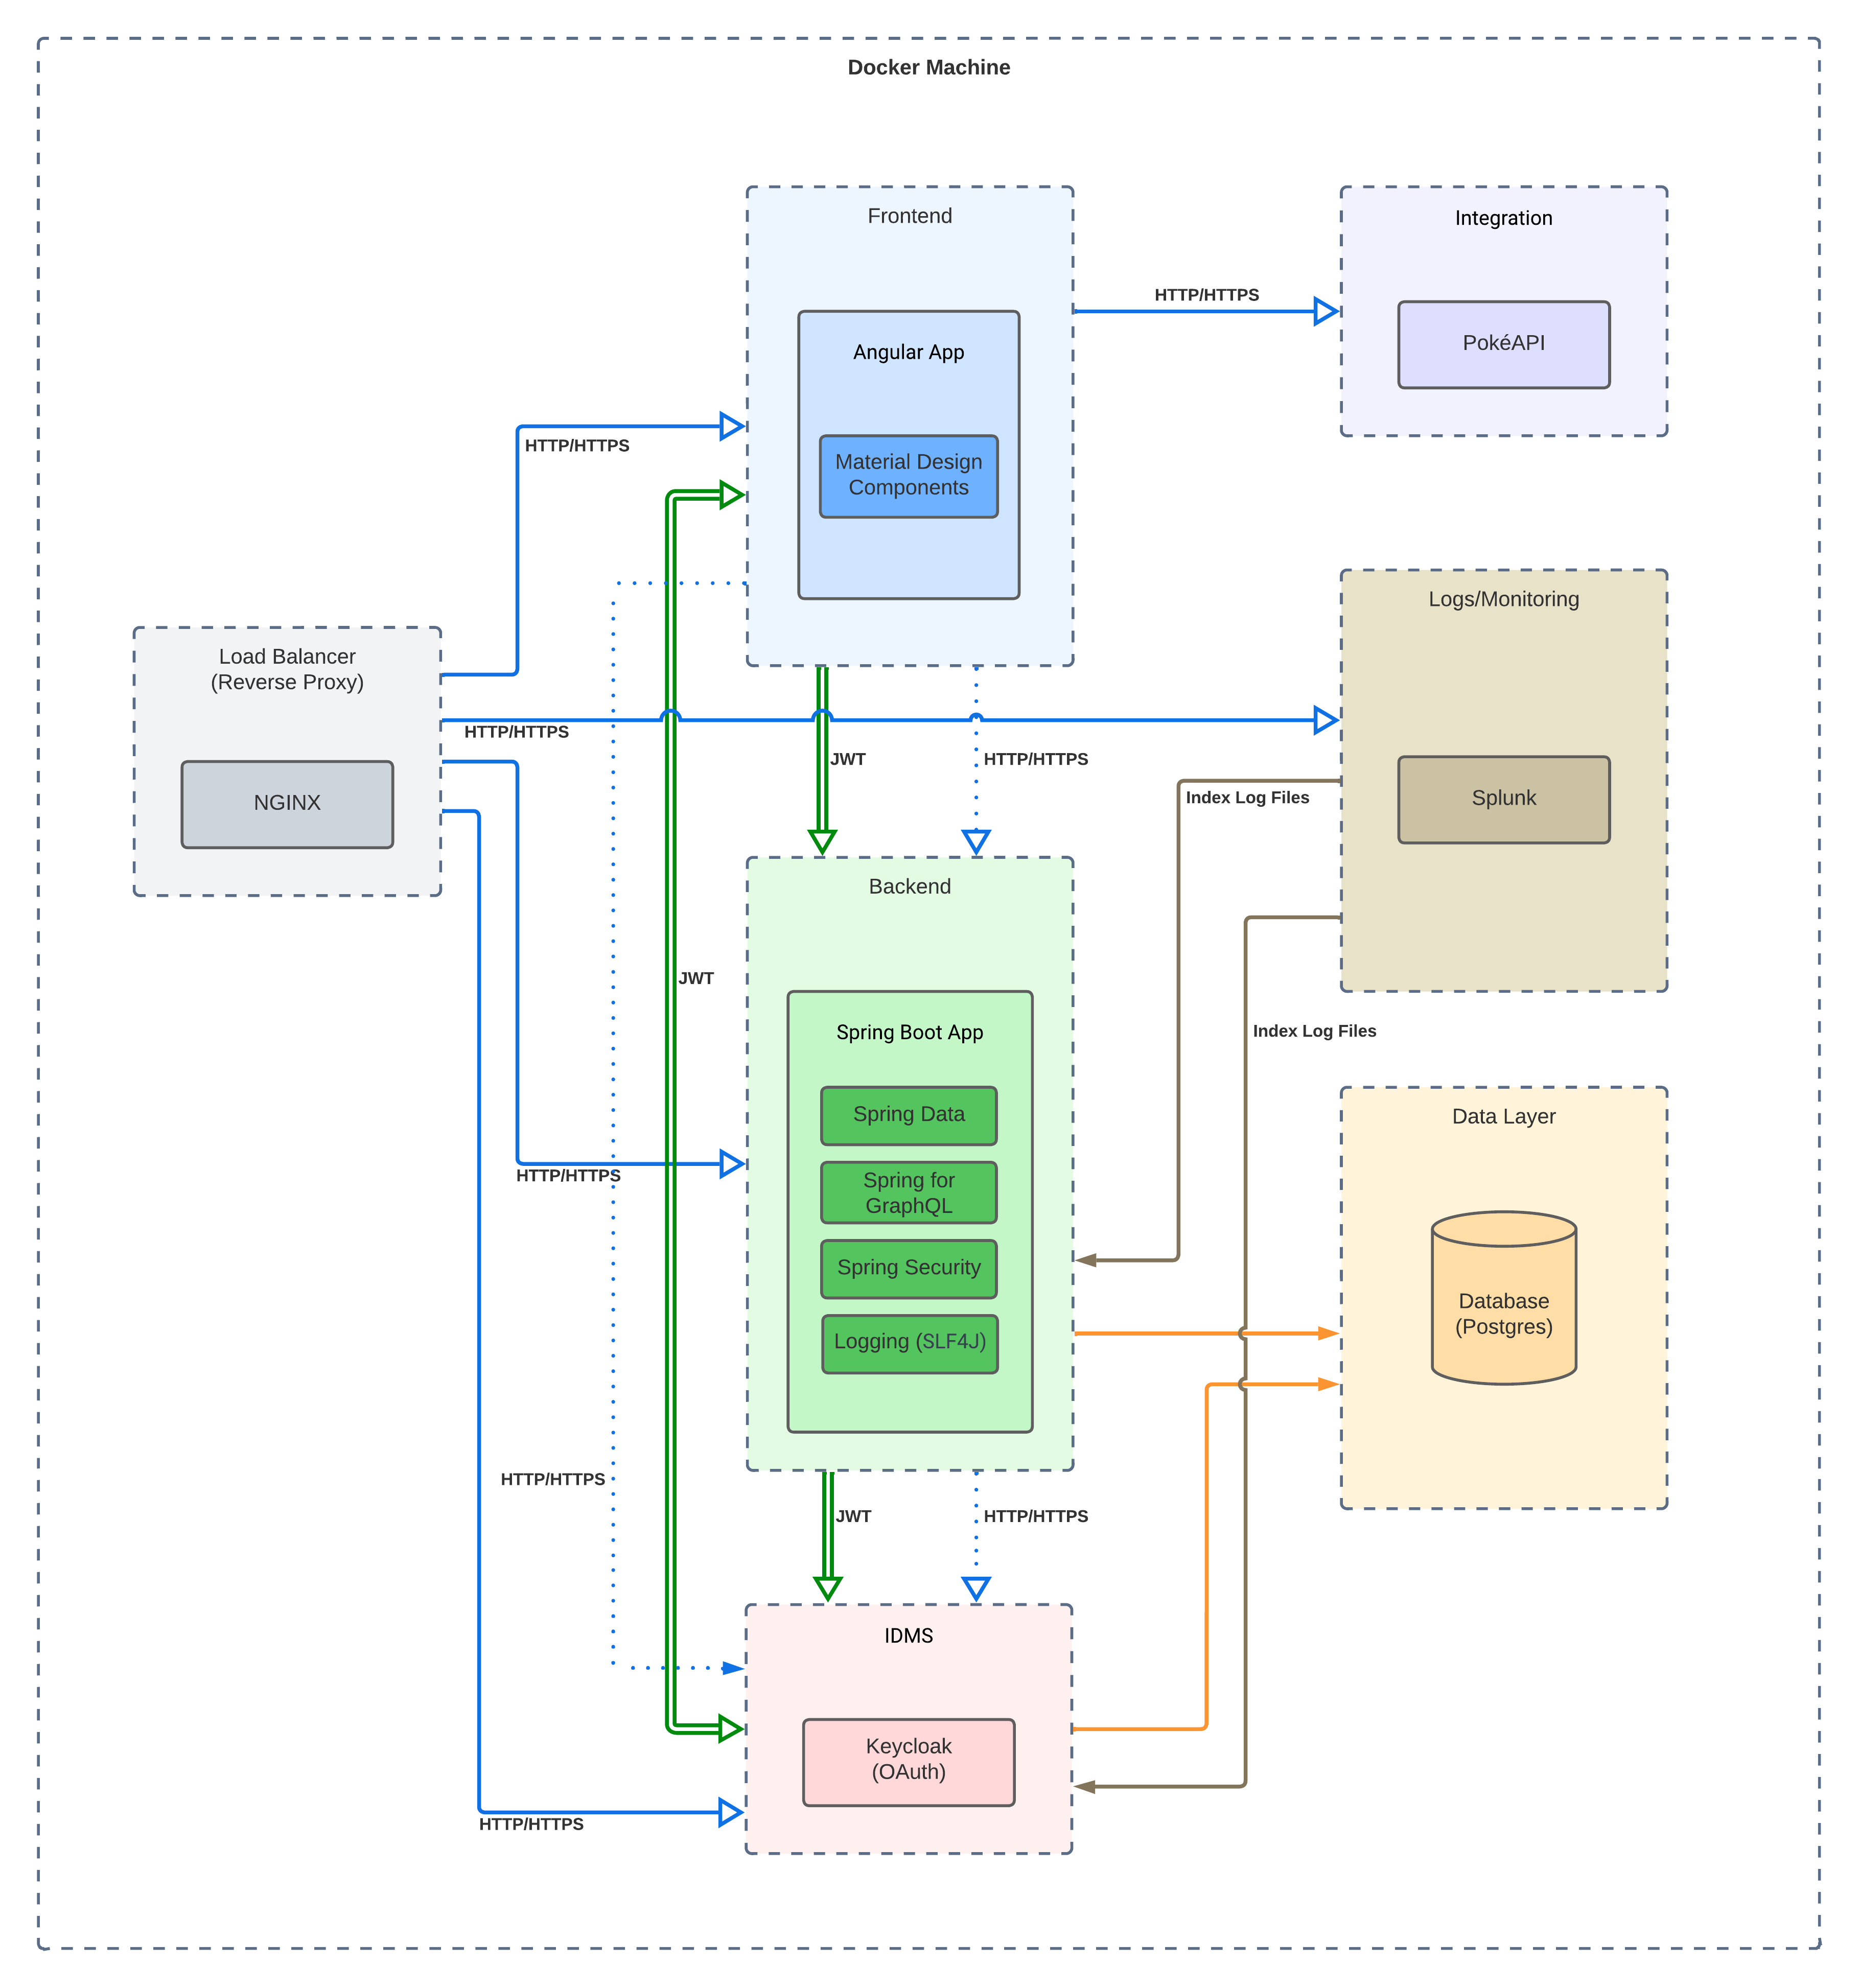 Docker Machine
Frontend
Integration
HTTP/HTTPS
PokéAPI
Angular App
HTTP/HTTPS
Material Design
Components
Logs/Monitoring
Load Balancer
(Reverse Proxy)
HTTP/HTTPS
JWT
HTTP/HTTPS
Index Log Files
Splunk
NGINX
Backend
JWT
Spring Boot App
Index Log Files
Spring Data
Data Layer
HTTP/HTTPS
Spring for
GraphQL
Spring Security
Database
(Postgres)
Logging (SLF4J)
HTTP/HTTPS
JWT
HTTP/HTTPS
IDMS
Keycloak
(OAuth)
HTTP/HTTPS